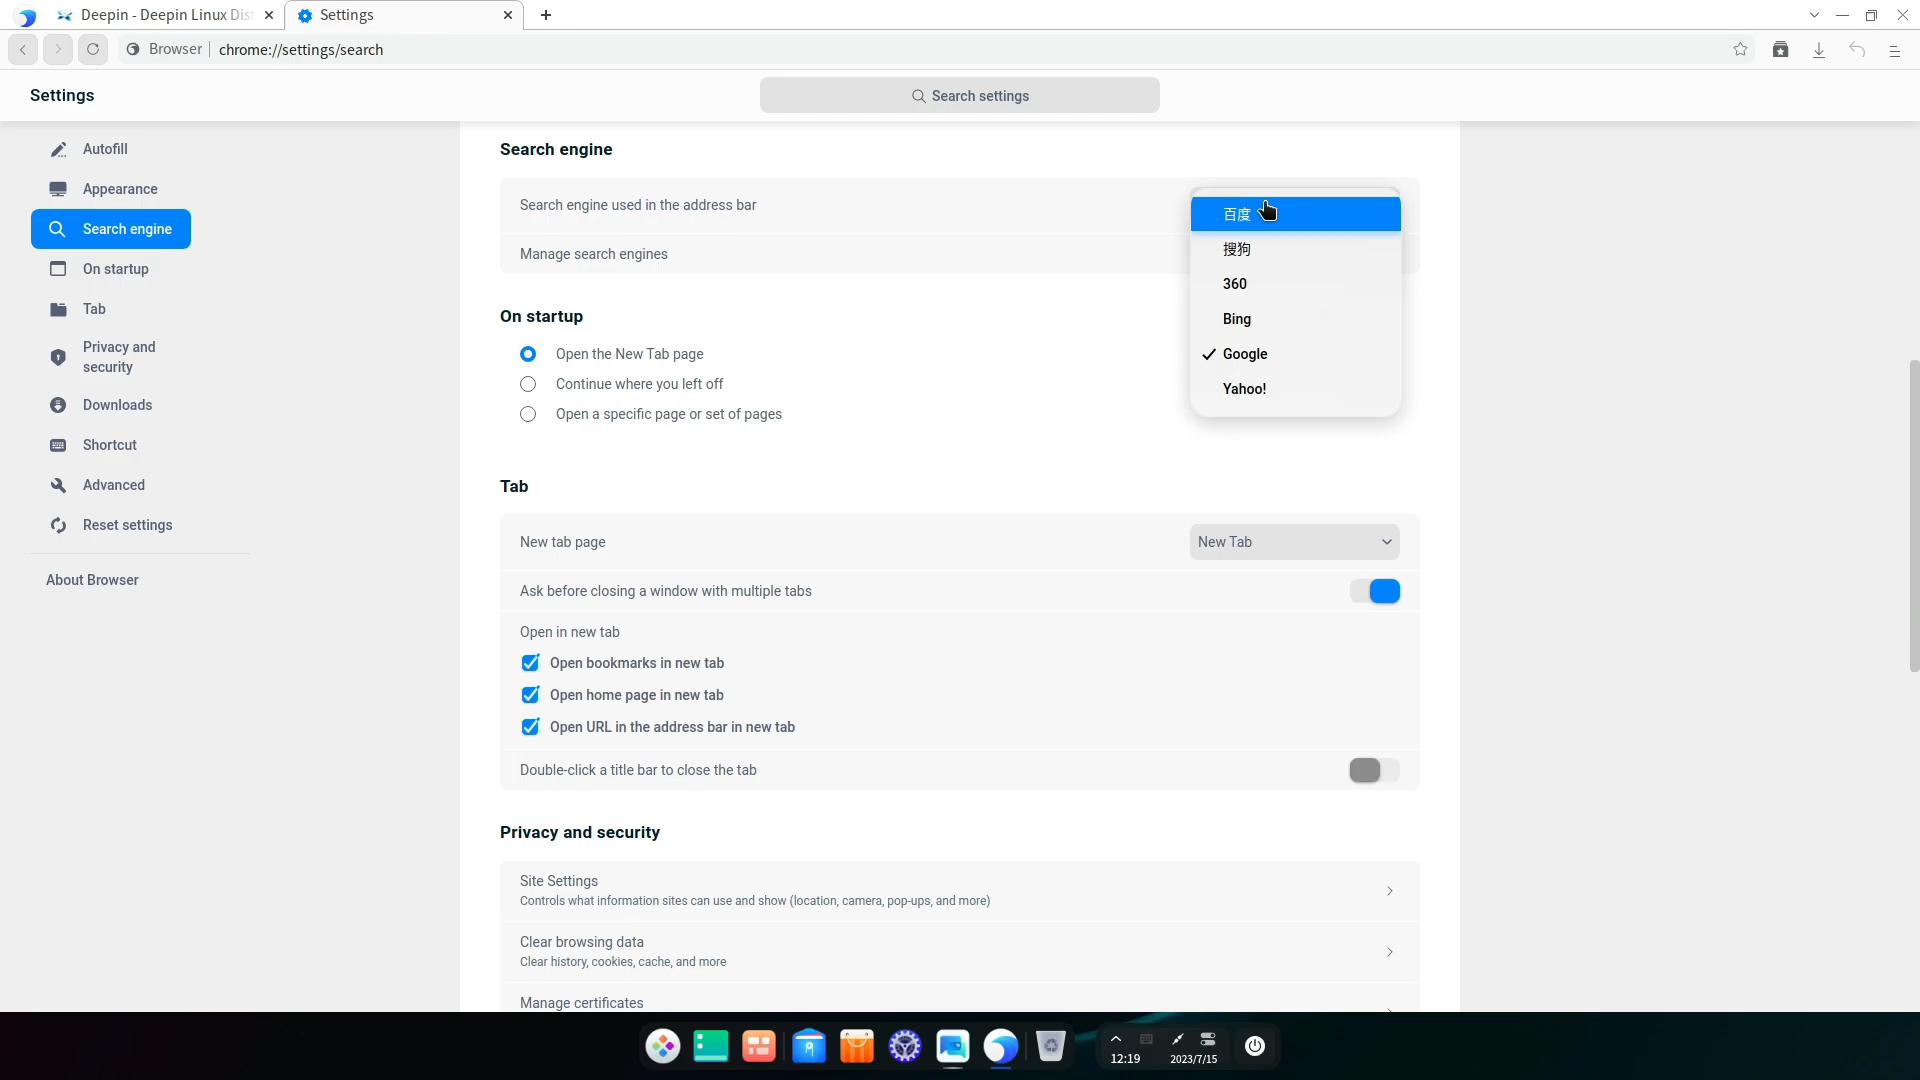 Deepin - Deepin Linux Dis
Settings
Browser
chrome://settings/search
Settings
Search settings
Autofill
Appearance
Search engine
On startup
Tab
Privacy and
security
Downloads
Shortcut
Advanced
Reset settings
About Browser
Search engine
Search engine used in the address bar
Manage search engines
百度
搜狗
360
Bing
Google
Yahoo!
On startup
Open the New Tab page
Continue where you left off
Open a specific page or set of pages
Tab
New tab page
New Tab
Ask before closing a window with multiple tabs
Open in new tab
Open bookmarks in new tab
Open home page in new tab
Open URL in the address bar in new tab
Double-click a title bar to close the tab
Privacy and security
Site Settings
Controls what information sites can use and show (location, camera, pop-ups, and more)
Clear browsing data
Clear history, cookies, cache, and more
Manage certificates
12:19
2023/7/15